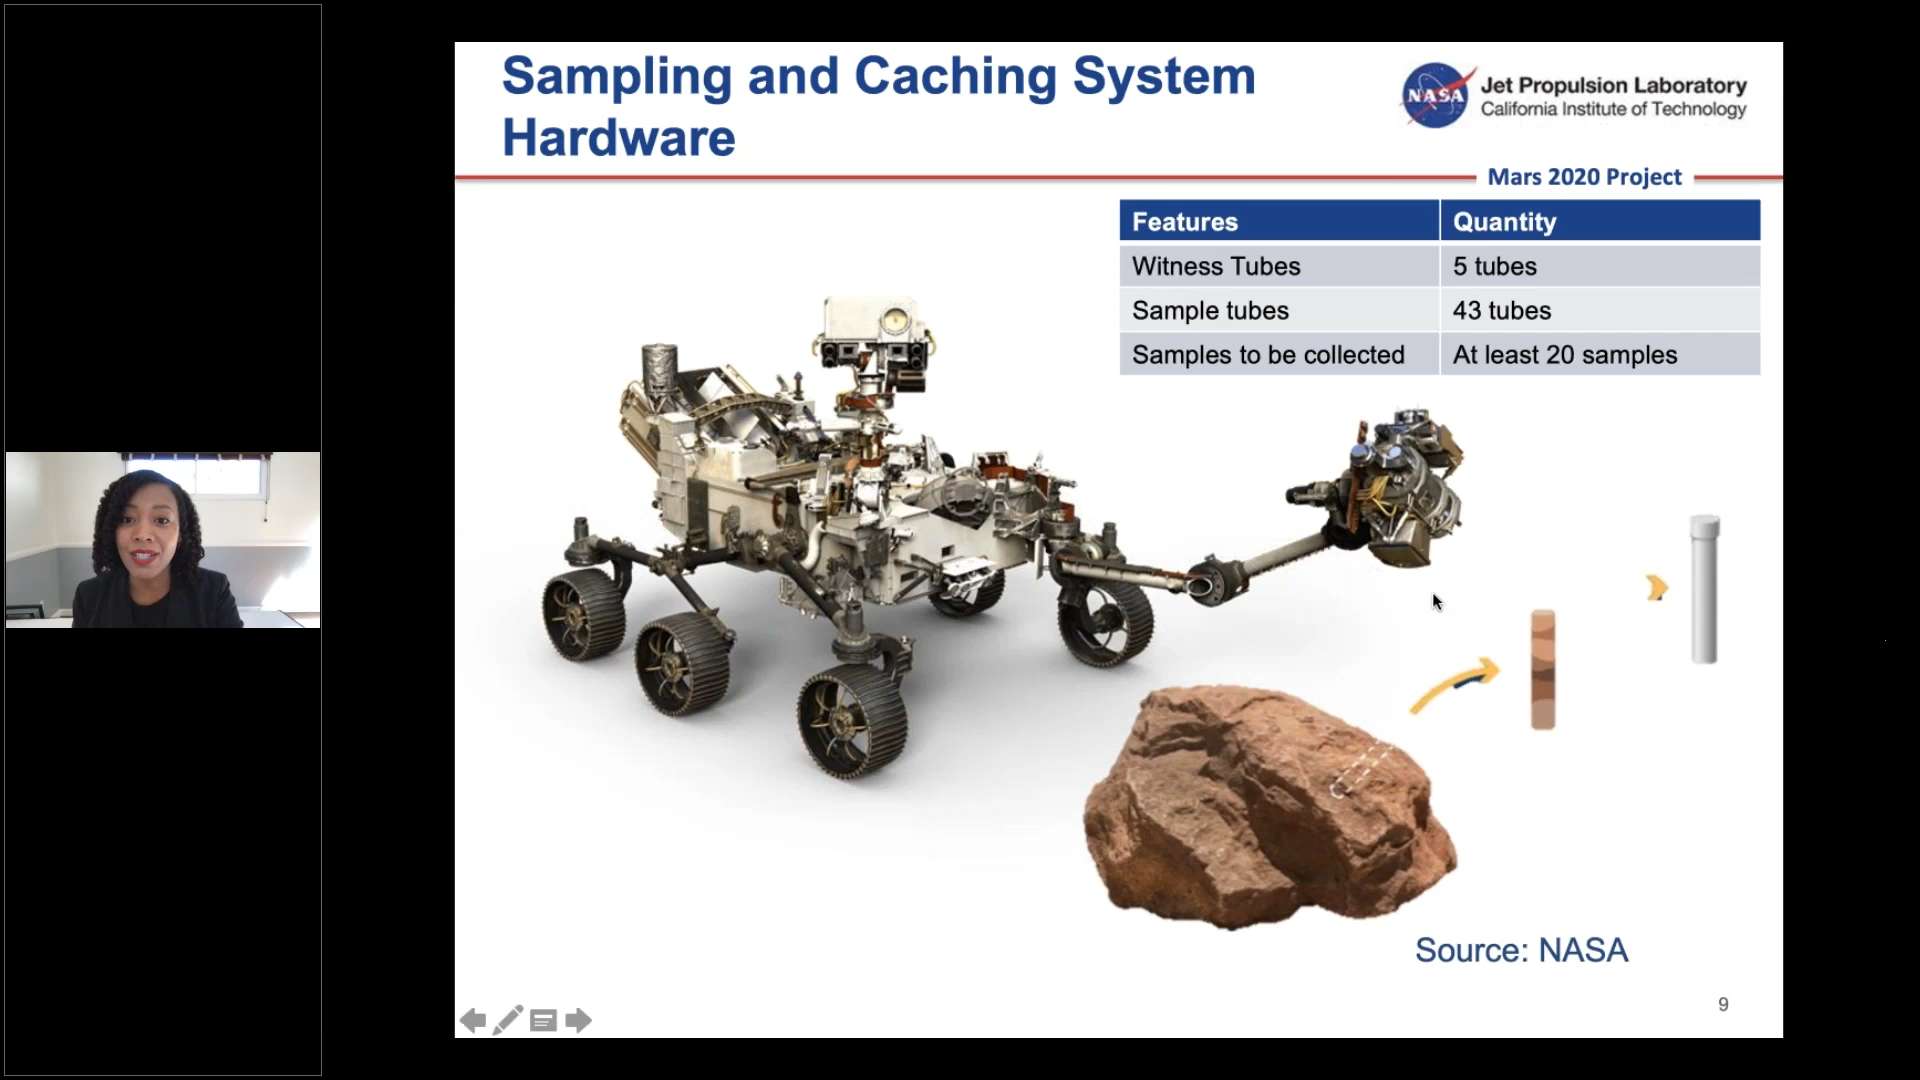 Sampling and Caching System
Hardware
NASA
Jet Propulsion Laboratory
California Institute of Technology
Mars 2020 Project
Features Quantity
Witness Tubes 5 tubes
Sample tubes 43 tubes
Samples to be collected At least 20 samples
Source: NASA
9